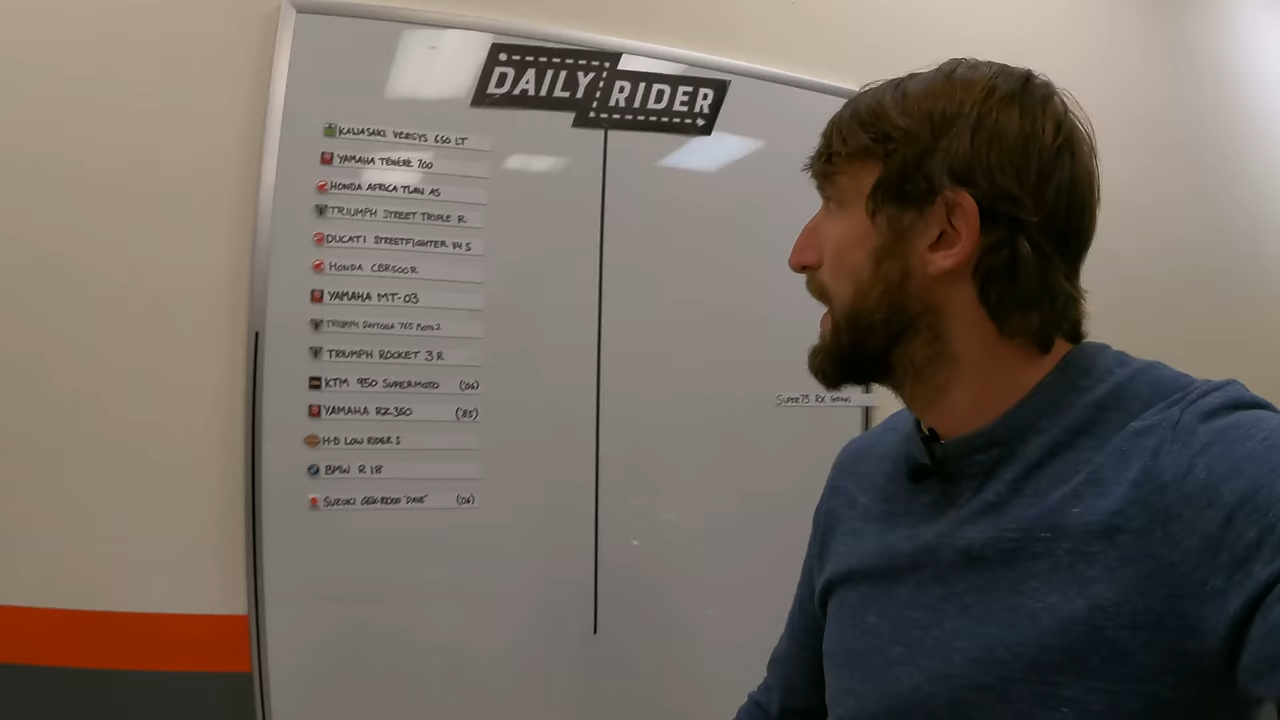 DAILY RIDER
KAWASAKI VERSYS 650 LT
YAMAHA TÉNÉRÉ 700
HONDA AFRICA TWIN AS
TRIUMPH STREET TRIPLE R
DUCATI STREETFIGHTER V4 S
HONDA CBR500R
YAMAHA MT-03
TRIUMPH DAYTONA 765 MOTO2
TRIUMPH ROCKET 3 R
KTM 950 SUPERMOTO ('06)
YAMAHA RZ350 ('85)
H-D LOW RIDER S
BMW R 18
SUZUKI GSX-R1000 "DAVE" ('06)
SUPER73 RX